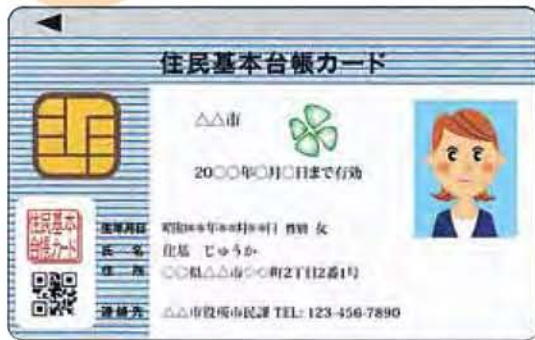 住民基本台帳カード
△△市
20○○年○月○日まで有効
住民基本
台帳カード
生年月日 昭和**年**月**日 性別 女
氏 名 住基 じゅうか
住 所 ○○県△△市○○町2丁目2番1号
連絡先 △△市役所市民課 TEL: 123-456-7890